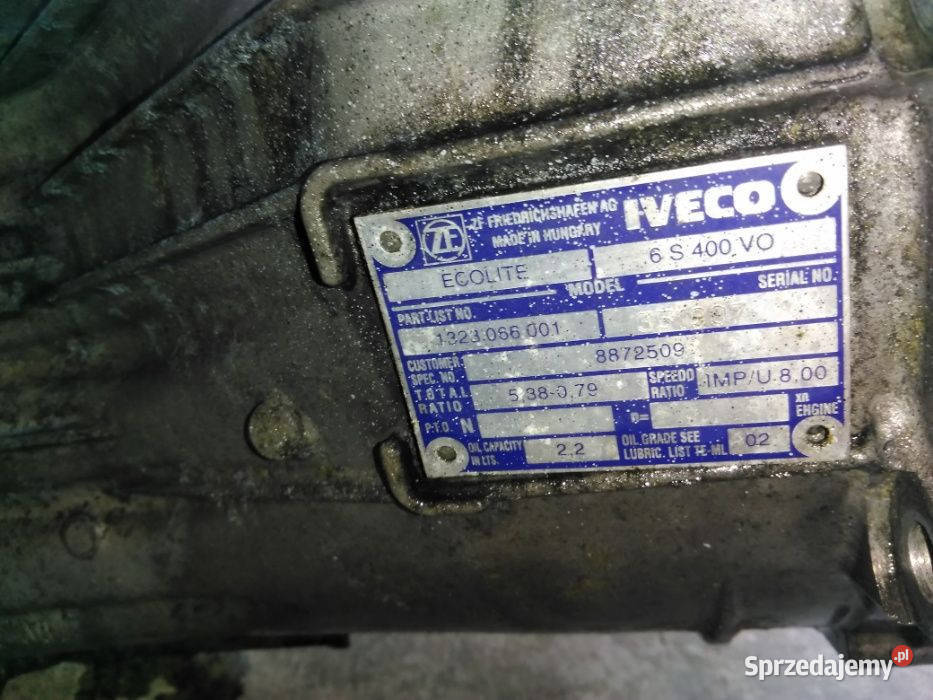 ZF
ZF FRIEDRICHSHAFEN AG
MADE IN HUNGARY
IVECO
ECOLITE
MODEL
6 S 400 VO
PART LIST NO.
SERIAL NO.
1323 066 001
CUSTOMER
SPEC. NO.
8872509
TOTAL
RATIO
5,38-0,79
SPEEDO
RATIO
IMP/U 8,00
P.T.O. N
n=
xn
ENGINE
OIL CAPACITY
IN LTS.
2,2
OIL GRADE SEE
LUBRIC. LIST TE-ML
02
Sprzedajemy.pl